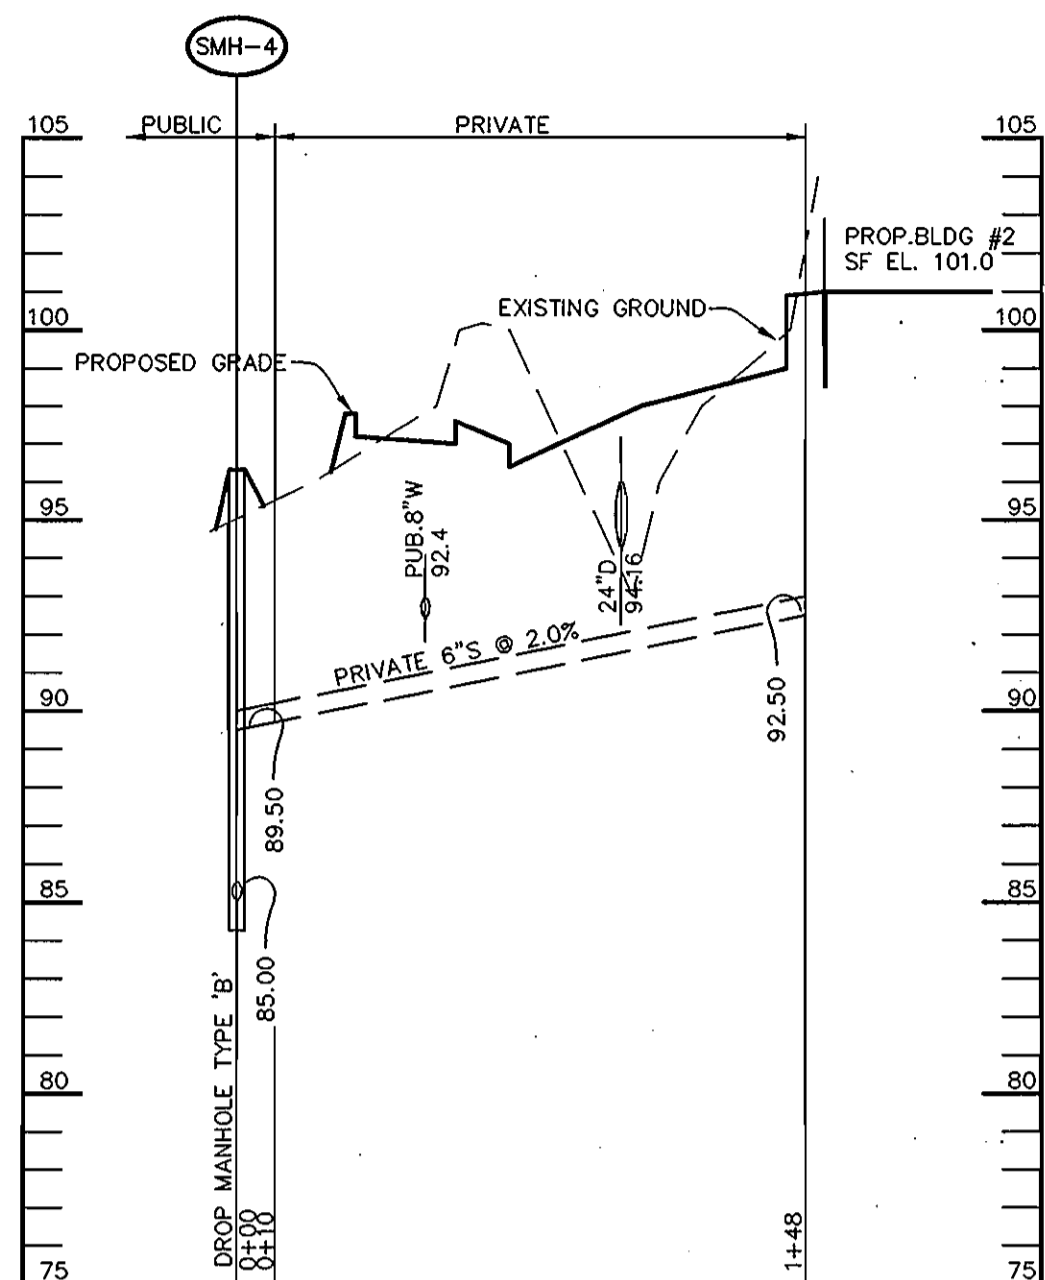 SMH-4
PUBLIC
PRIVATE
105
105
PROP.BLDG #2
SF EL. 101.0
EXISTING GROUND
100
100
PROPOSED GRADE
95
95
PUB.8"W
92.4
24"D
94.16
PRIVATE 6"S @ 2.0%
90
90
92.50
89.50
85
85
85.00
DROP MANHOLE TYPE 'B'
80
80
0+00
0+10
1+48
75
75